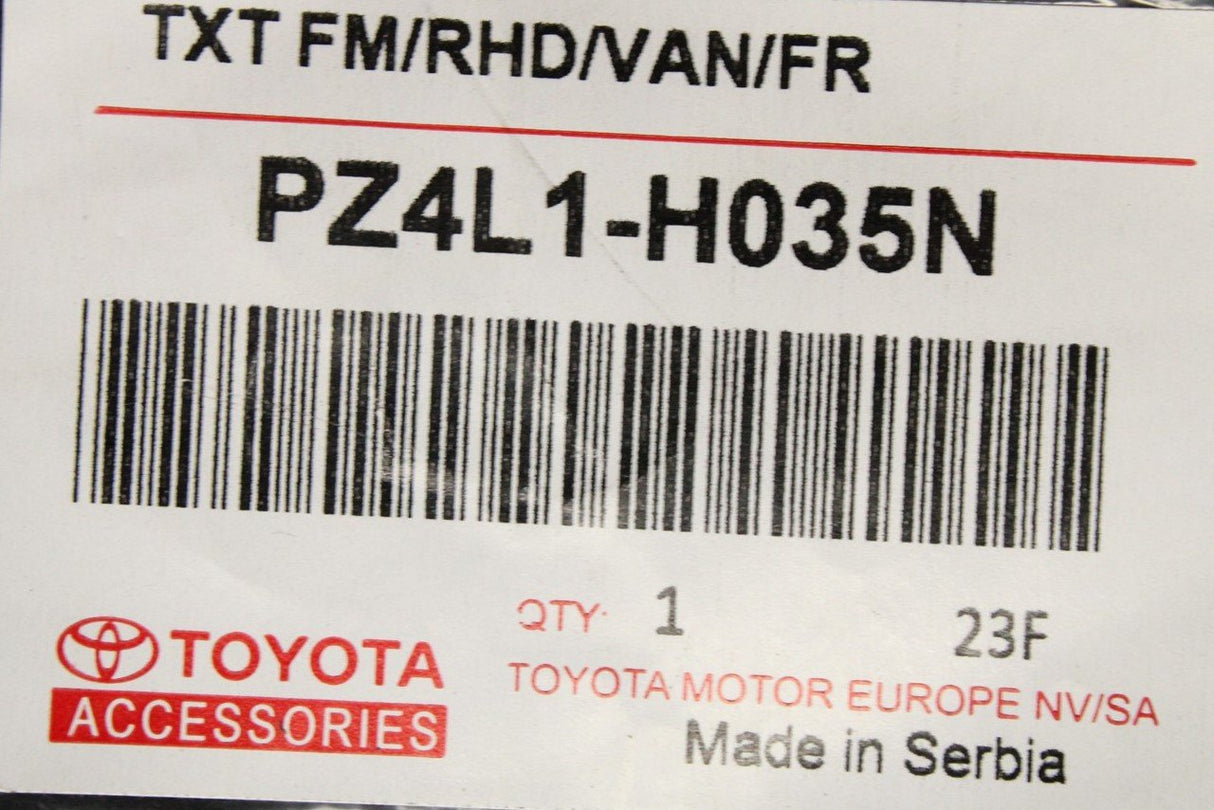 TXT FM/RHD/VAN/FR
PZ4L1-H035N
QTY: 1 23F
TOYOTA
TOYOTA MOTOR EUROPE NV/SA
ACCESSORIES
Made in Serbia